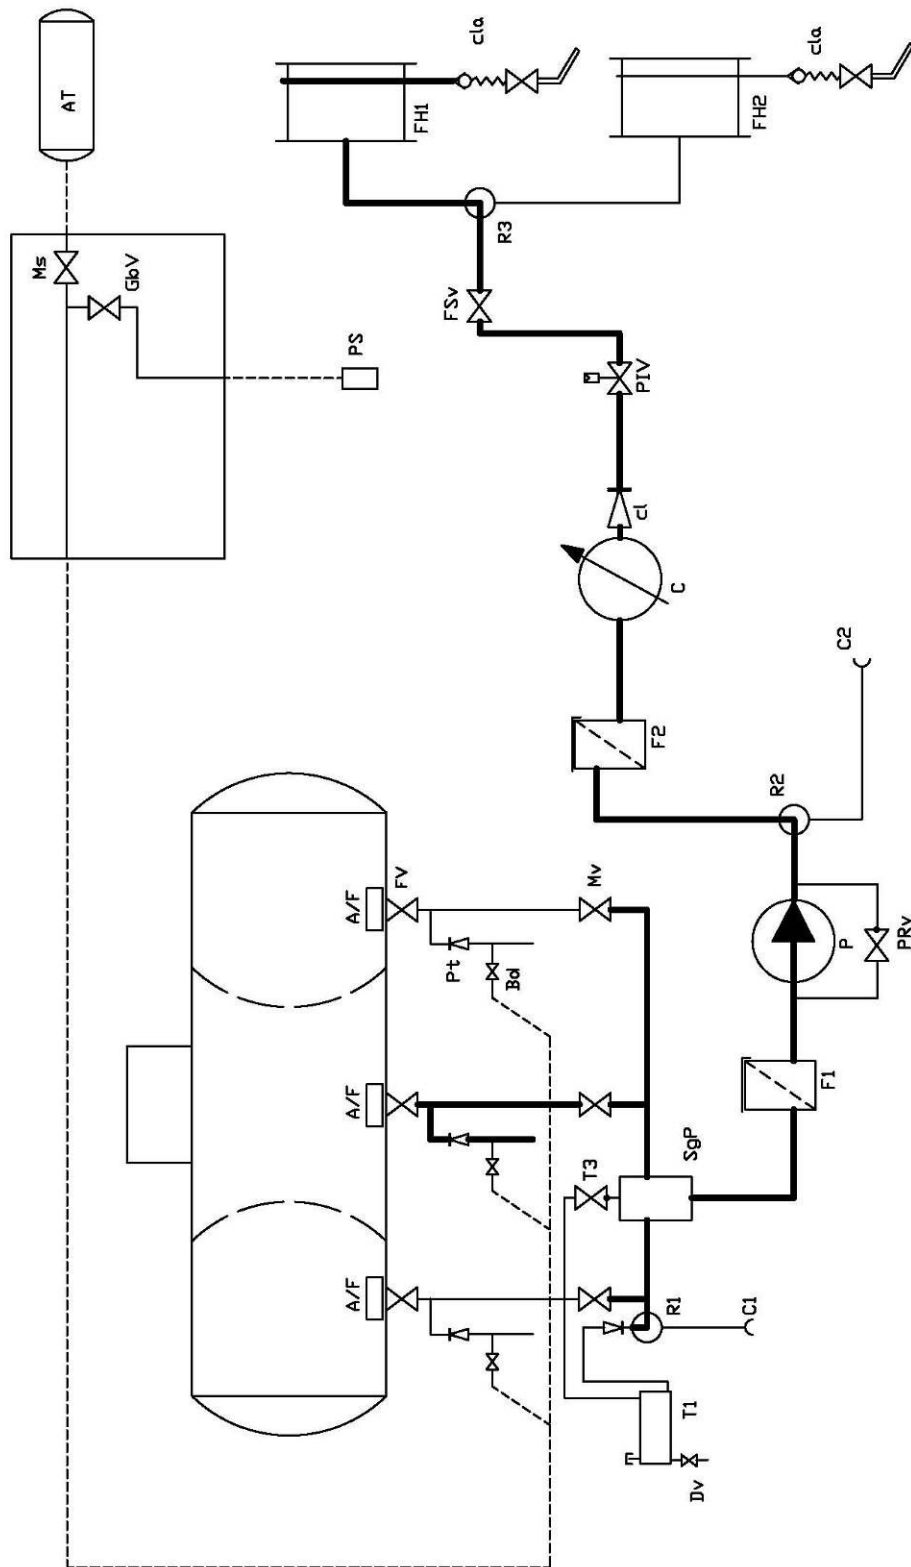 AT
Ms
GbV
PS
cla
FH1
cla
FH2
R3
FSv
PIV
cl
C
F2
C2
R2
A/F
FV
Mv
Pt
Bol
P
PRv
A/F
F1
SgP
T3
A/F
R1
C1
T1
Dv